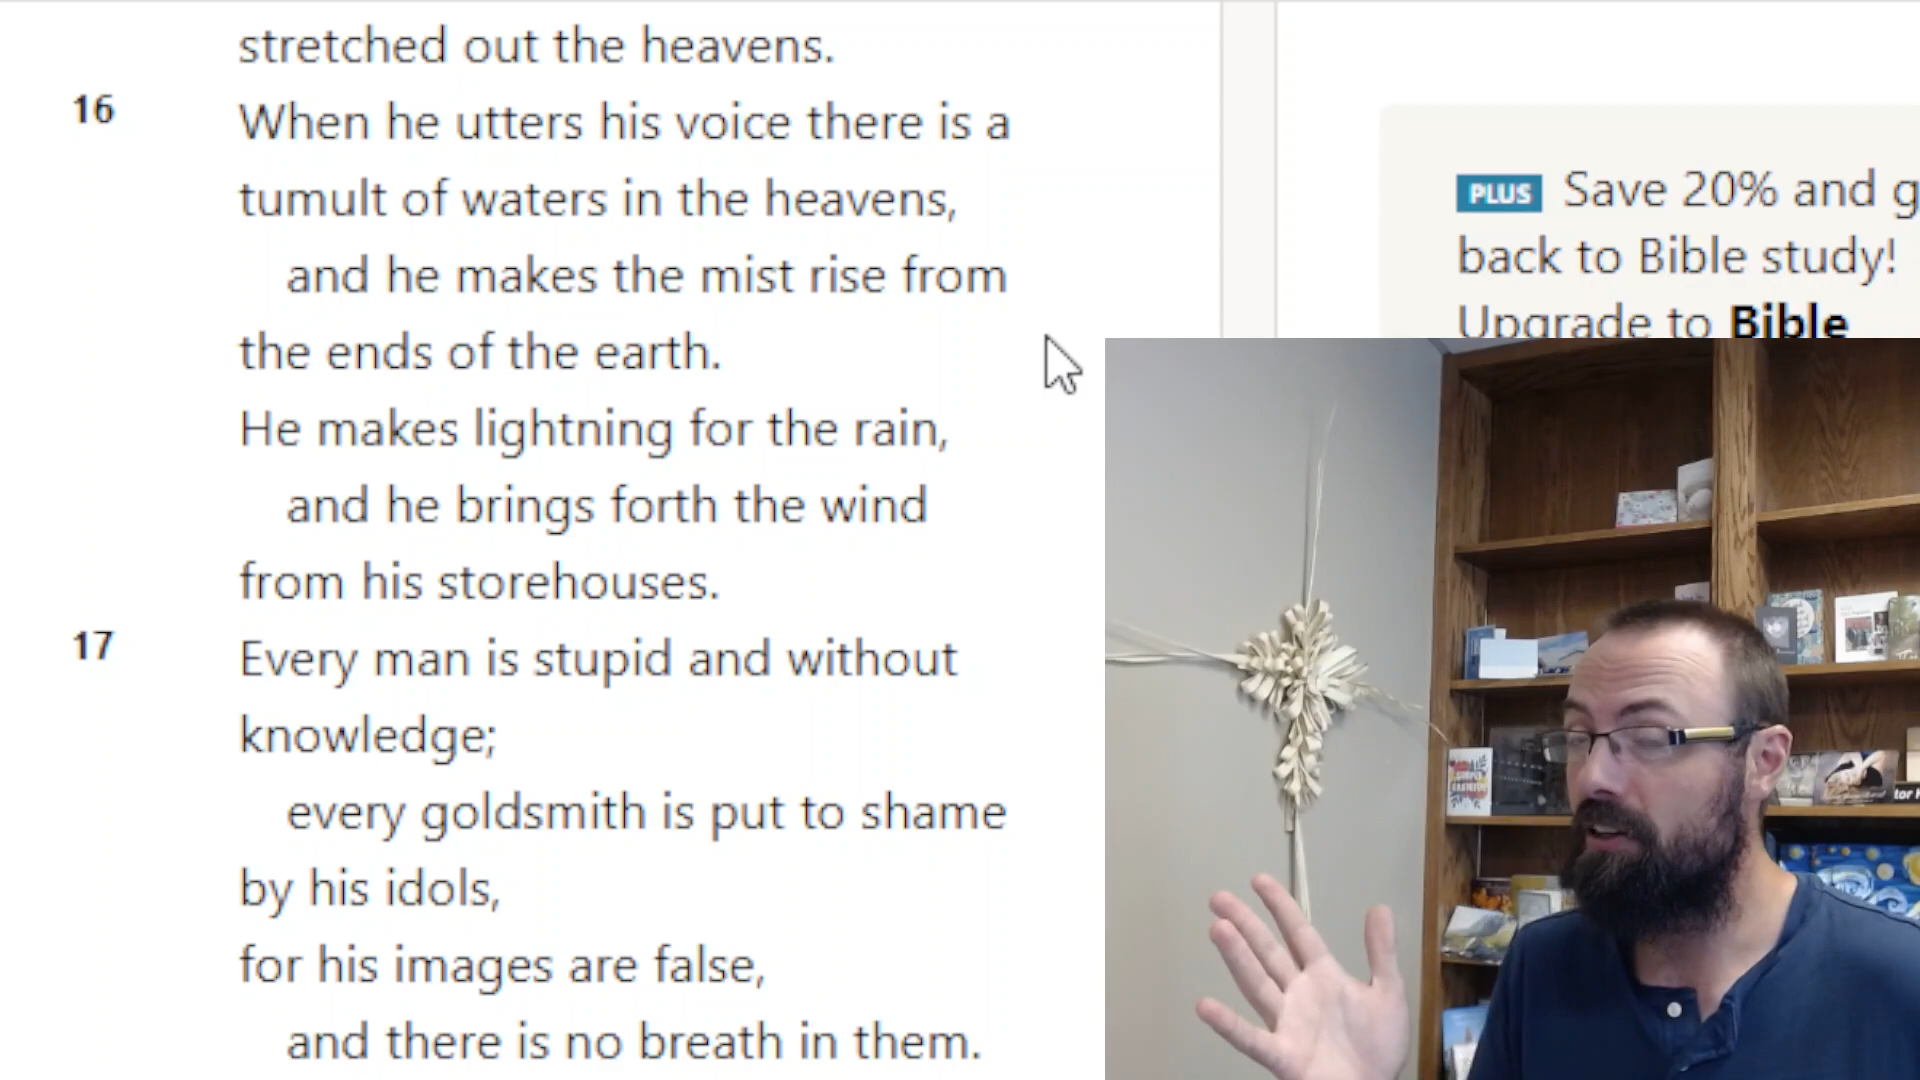 stretched out the heavens.
16 When he utters his voice there is a
tumult of waters in the heavens,
and he makes the mist rise from
the ends of the earth.
He makes lightning for the rain,
and he brings forth the wind
from his storehouses.
17 Every man is stupid and without
knowledge;
every goldsmith is put to shame
by his idols,
for his images are false,
and there is no breath in them.
PLUS Save 20% and g
back to Bible study!
Upgrade to Bible